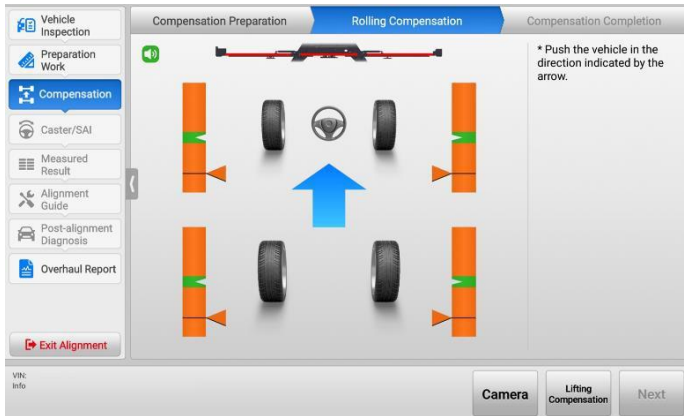 Vehicle
Inspection
Preparation
Work
Compensation
Caster/SAI
Measured
Result
Alignment
Guide
Post-alignment
Diagnosis
Overhaul Report
Exit Alignment
Compensation Preparation
Rolling Compensation
Compensation Completion
* Push the vehicle in the
direction indicated by the
arrow.
VIN:
Info
Camera
Lifting
Compensation
Next